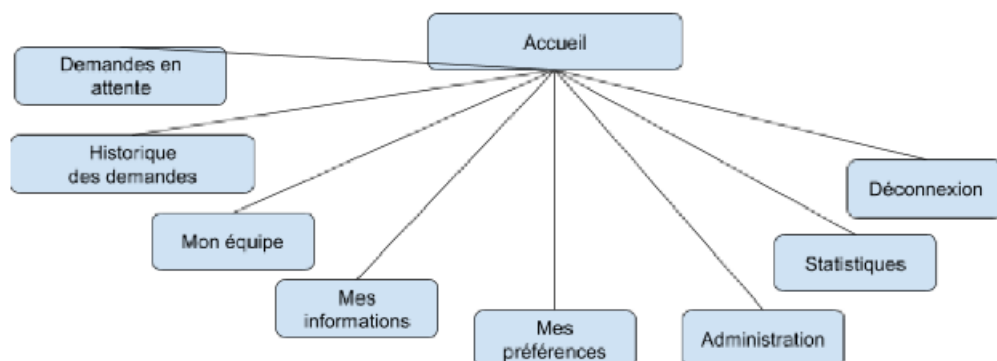 Accueil
Demandes en
attente
Historique
des demandes
Mon équipe
Mes
informations
Mes
préférences
Administration
Statistiques
Déconnexion